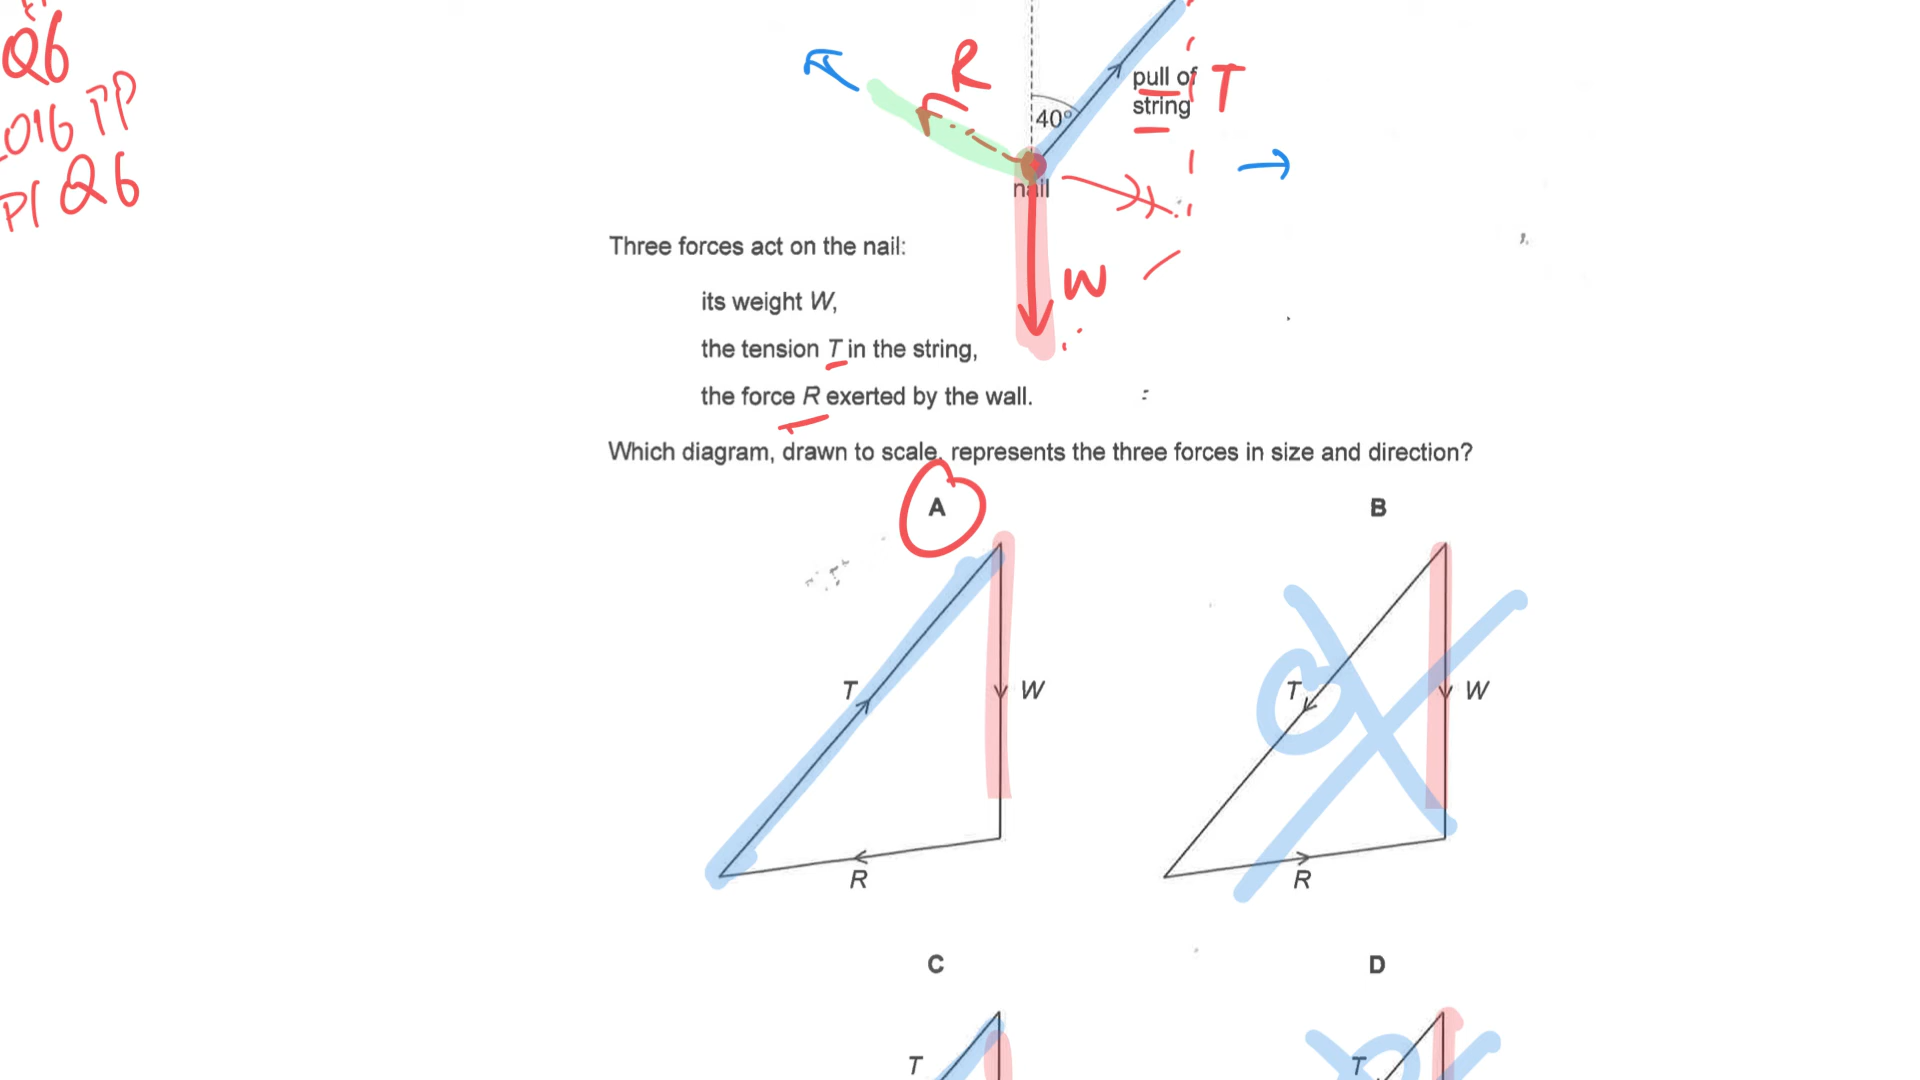 Q6
2016 PP
P1 Q6
R
40°
pull of
string
T
nail
Three forces act on the nail:
W
its weight W,
the tension T in the string,
the force R exerted by the wall.
Which diagram, drawn to scale, represents the three forces in size and direction?
A
B
T
W
T
W
R
R
C
D
T
T